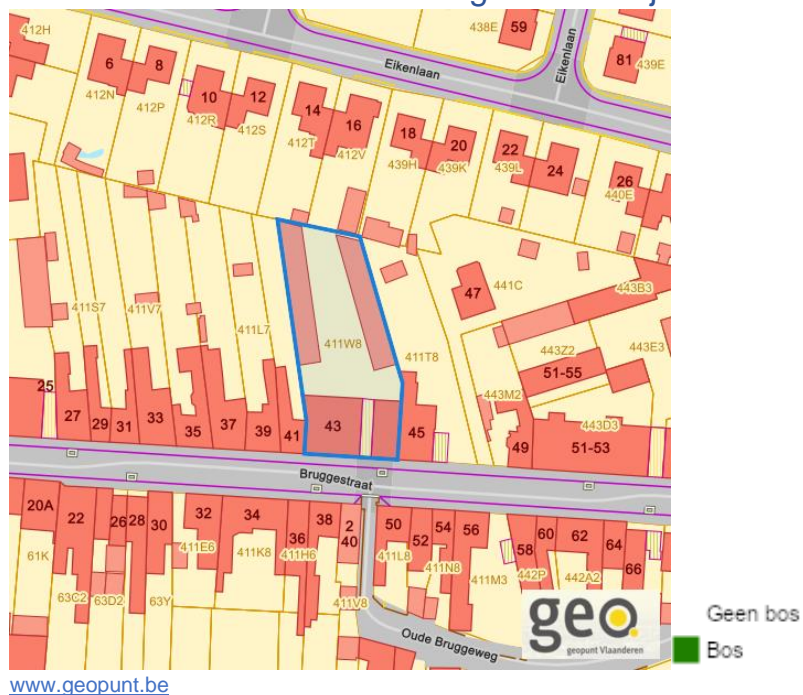 412H
438E
59
Eikenlaan
Eikenlaan
81
439E
6
8
412N
412P
10
12
412R
412S
14
16
412T
412V
18
20
439H
439K
22
24
439L
26
440E
47
441C
443B3
411S7
411V7
411L7
411W8
411T8
443Z2
443E3
51-55
443M2
443D3
25
27
29
31
33
35
37
39
41
43
45
49
51-53
Bruggestraat
20A
22
26
28
30
32
34
36
38
2
40
50
52
54
56
58
60
62
64
66
61K
63C2
63D2
63Y
411E6
411K8
411H6
411V8
411L8
411N8
411M3
442P
442A2
Oude Bruggeweg
geo
geopunt Vlaanderen
Geen bos
Bos
www.geopunt.be